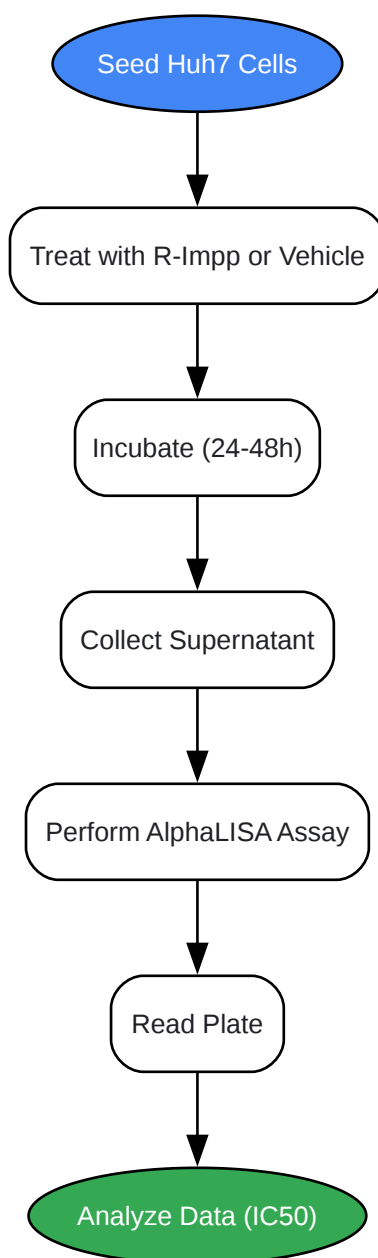 Seed Huh7 Cells
Treat with R-Impp or Vehicle
Incubate (24-48h)
Collect Supernatant
Perform AlphaLISA Assay
Read Plate
Analyze Data (IC50)